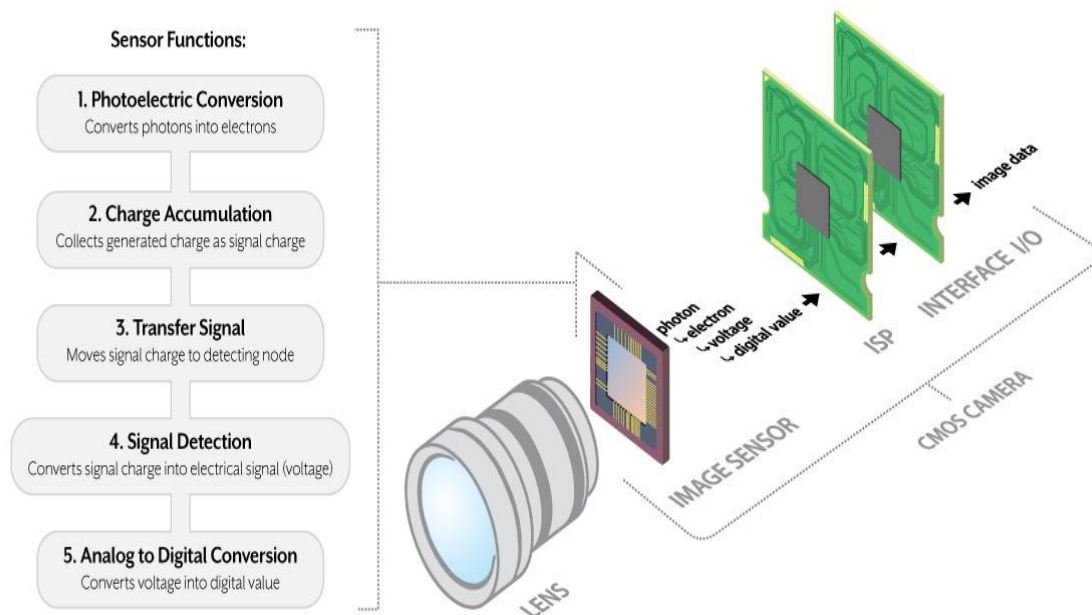 Sensor Functions:
1. Photoelectric Conversion
Converts photons into electrons
2. Charge Accumulation
Collects generated charge as signal charge
3. Transfer Signal
Moves signal charge to detecting node
4. Signal Detection
Converts signal charge into electrical signal (voltage)
5. Analog to Digital Conversion
Converts voltage into digital value
LENS
IMAGE SENSOR
photon
electron
voltage
digital value
ISP
INTERFACE I/O
image data
CMOS CAMERA